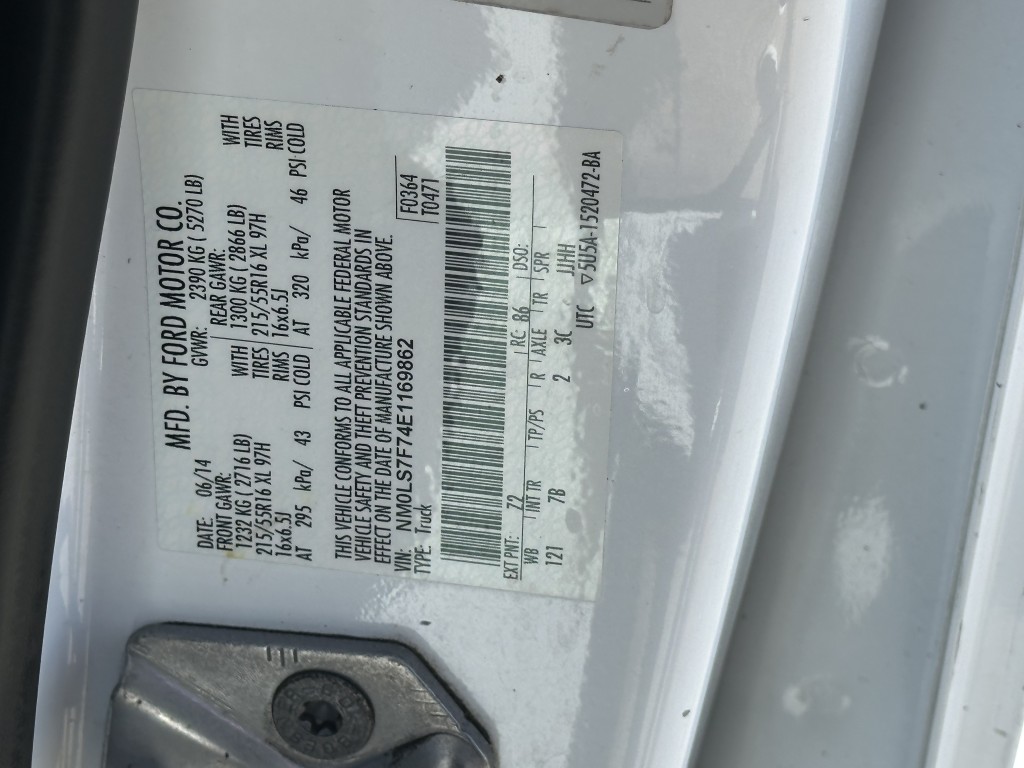 MFD. BY FORD MOTOR CO.
DATE: 06/14 GVWR: 2390 KG ( 5270 LB)
FRONT GAWR: REAR GAWR:
1232 KG ( 2716 LB) WITH 1300 KG ( 2866 LB) WITH
215/55R16 XL 97H TIRES 215/55R16 XL 97H TIRES
16x6.5J RIMS 16x6.5J RIMS
AT 295 kPa/ 43 PSI COLD AT 320 kPa/ 46 PSI COLD
THIS VEHICLE CONFORMS TO ALL APPLICABLE FEDERAL MOTOR
VEHICLE SAFETY AND THEFT PREVENTION STANDARDS IN
EFFECT ON THE DATE OF MANUFACTURE SHOWN ABOVE.
VIN: NM0LS7F74E1169862 F0364
TYPE: Truck T0471
EXT PNT: 72 RC: B6 DSO:
WB INT TR TP/PS R AXLE TR SPR
121 7B 2 3C JJHH
UTC ▽5U5A-1520472-BA